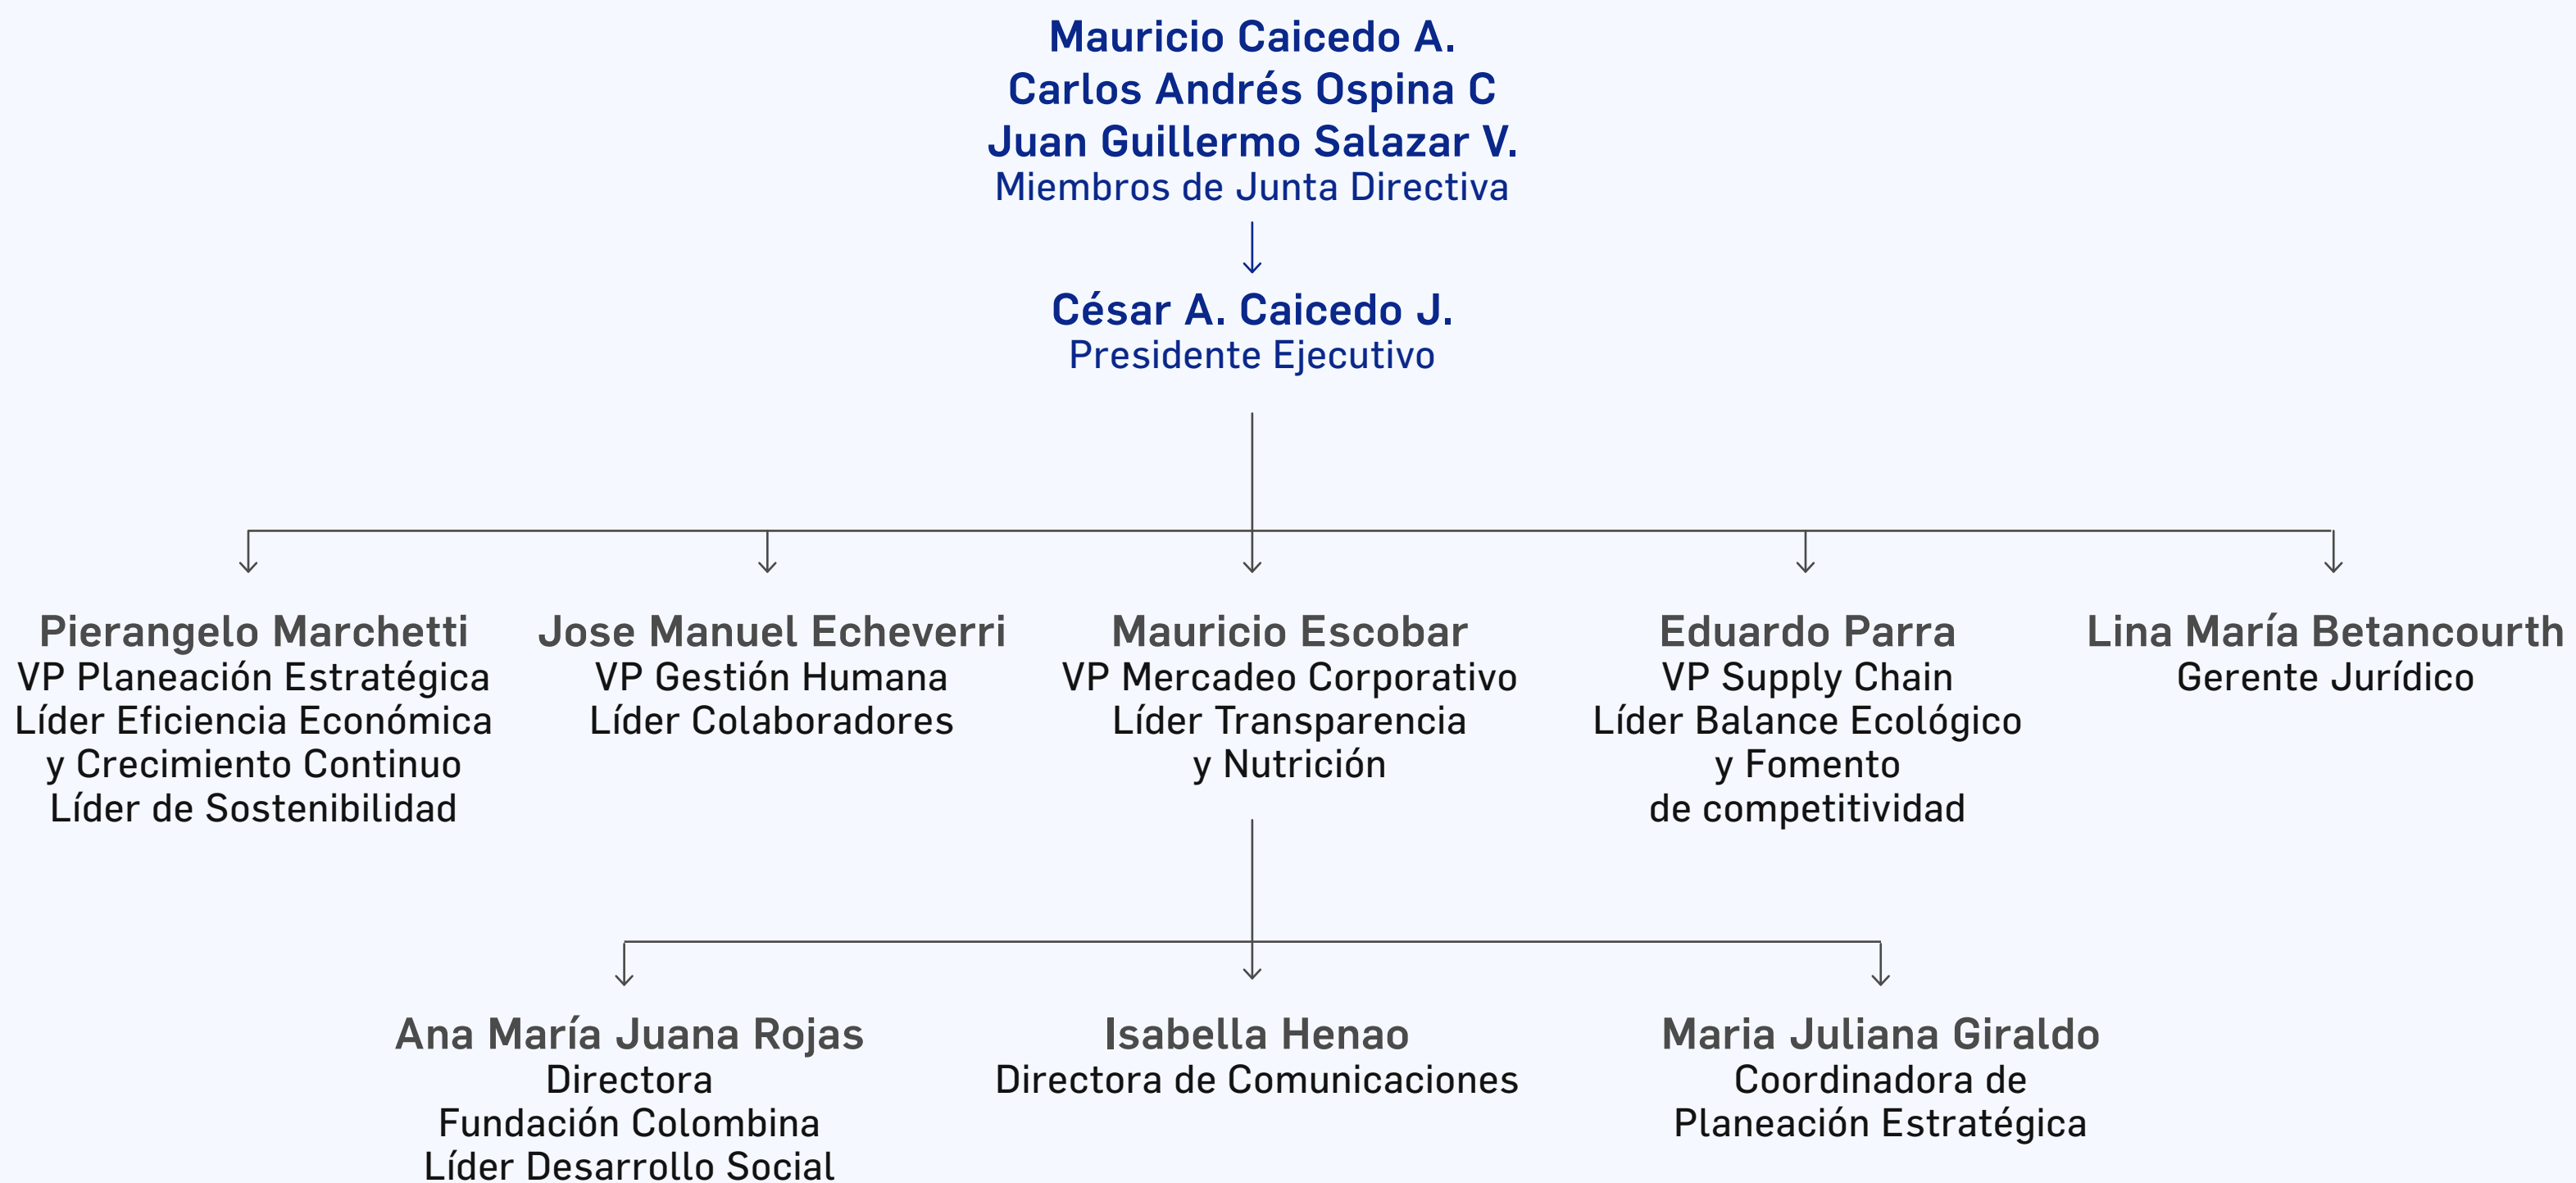 Mauricio Caicedo A.
Carlos Andrés Ospina C
Juan Guillermo Salazar V.
Miembros de Junta Directiva
César A. Caicedo J.
Presidente Ejecutivo
Pierangelo Marchetti
VP Planeación Estratégica
Líder Eficiencia Económica
y Crecimiento Continuo
Líder de Sostenibilidad
Jose Manuel Echeverri
VP Gestión Humana
Líder Colaboradores
Mauricio Escobar
VP Mercadeo Corporativo
Líder Transparencia
y Nutrición
Eduardo Parra
VP Supply Chain
Líder Balance Ecológico
y Fomento
de competitividad
Lina María Betancourth
Gerente Jurídico
Ana María Juana Rojas
Directora
Fundación Colombina
Líder Desarrollo Social
Isabella Henao
Directora de Comunicaciones
Maria Juliana Giraldo
Coordinadora de
Planeación Estratégica